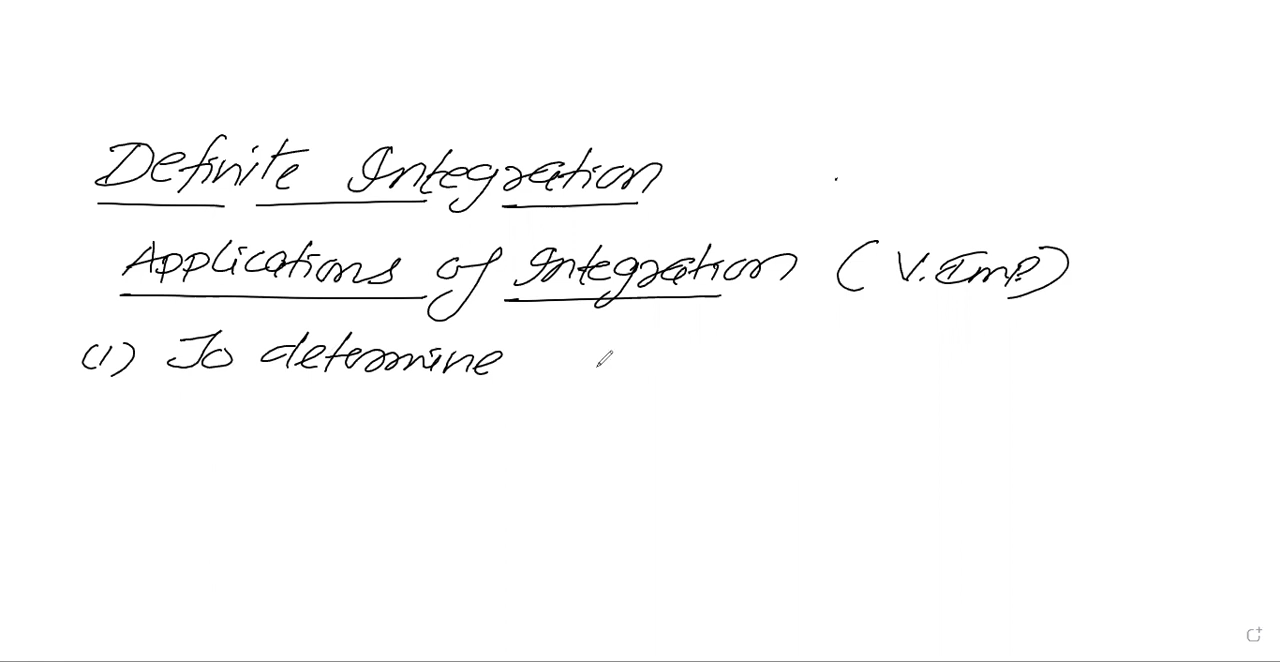 Definite Integration
Applications of Integration (V.Imp)
(1) To determine